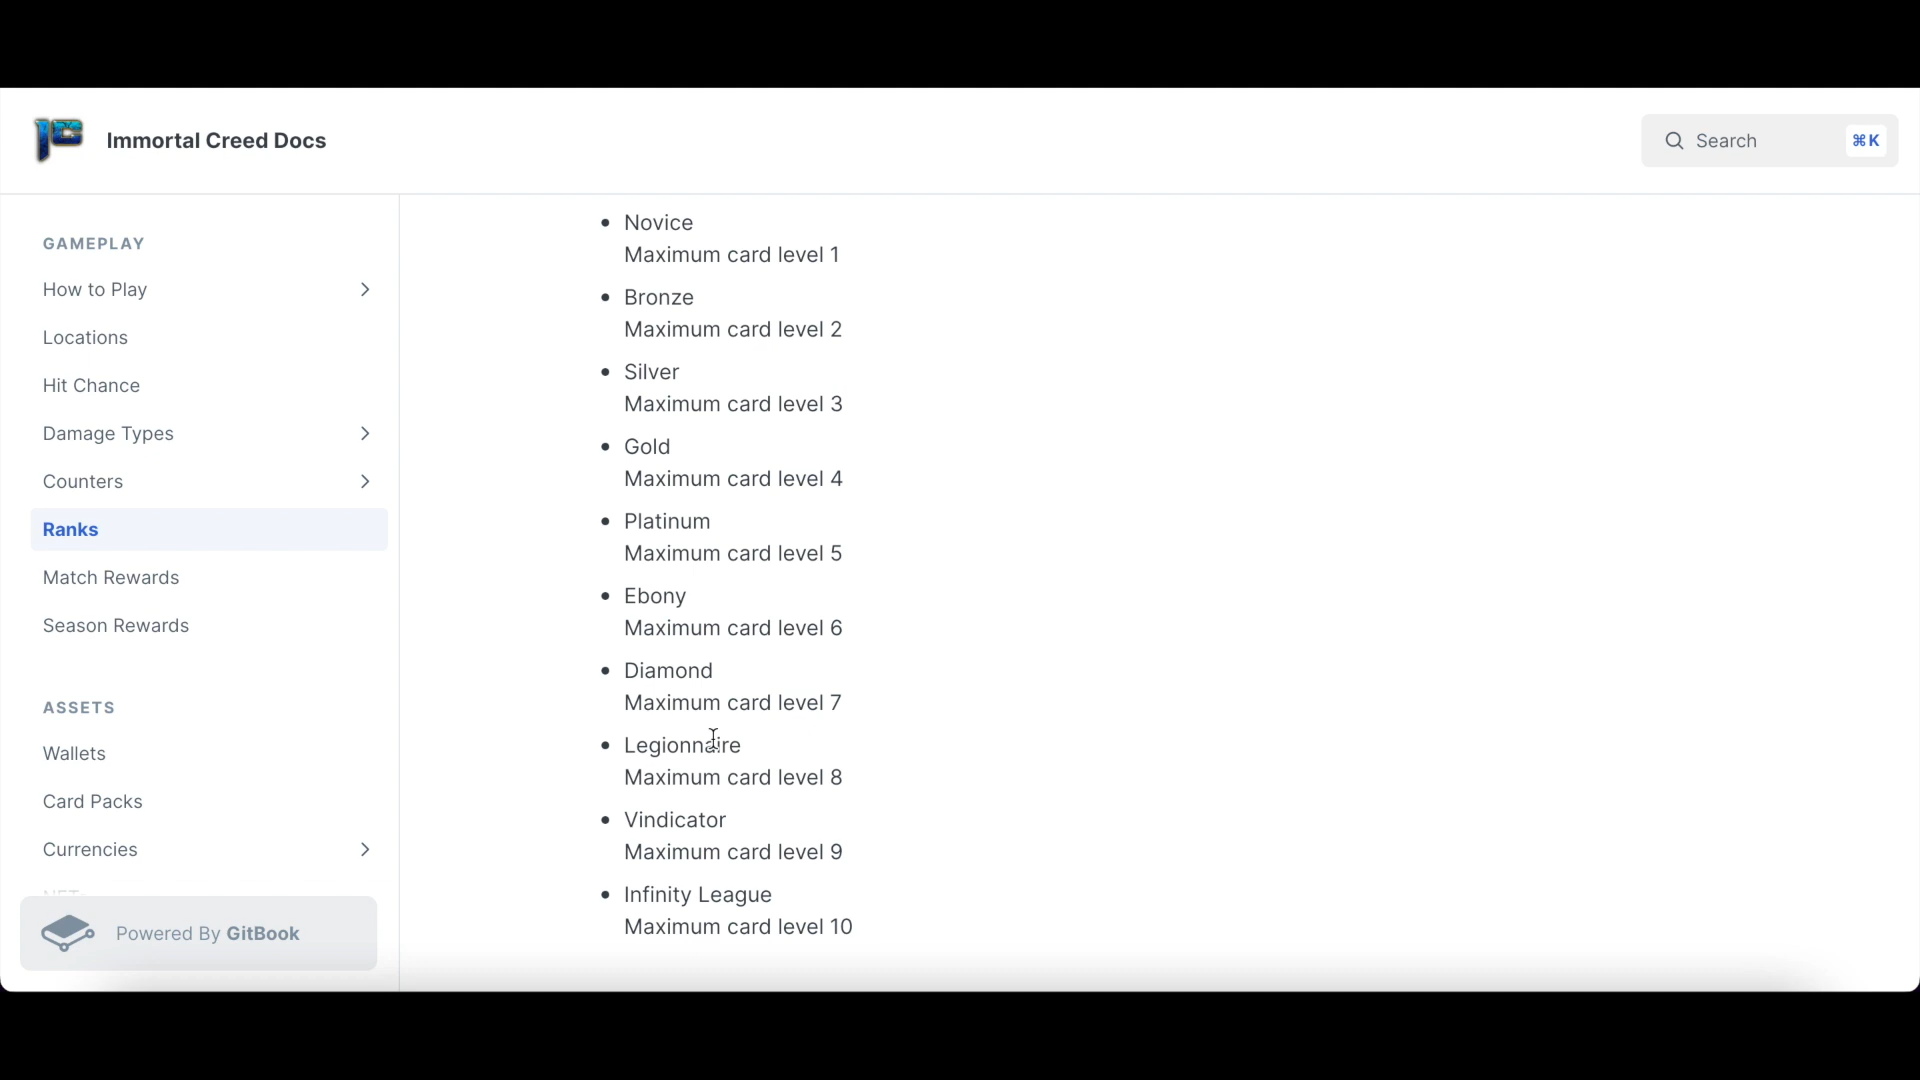 Immortal Creed Docs
Search
⌘K
GAMEPLAY
How to Play
Locations
Hit Chance
Damage Types
Counters
Ranks
Match Rewards
Season Rewards
ASSETS
Wallets
Card Packs
Currencies
Powered By GitBook
Novice
Maximum card level 1
Bronze
Maximum card level 2
Silver
Maximum card level 3
Gold
Maximum card level 4
Platinum
Maximum card level 5
Ebony
Maximum card level 6
Diamond
Maximum card level 7
Legionnaire
Maximum card level 8
Vindicator
Maximum card level 9
Infinity League
Maximum card level 10